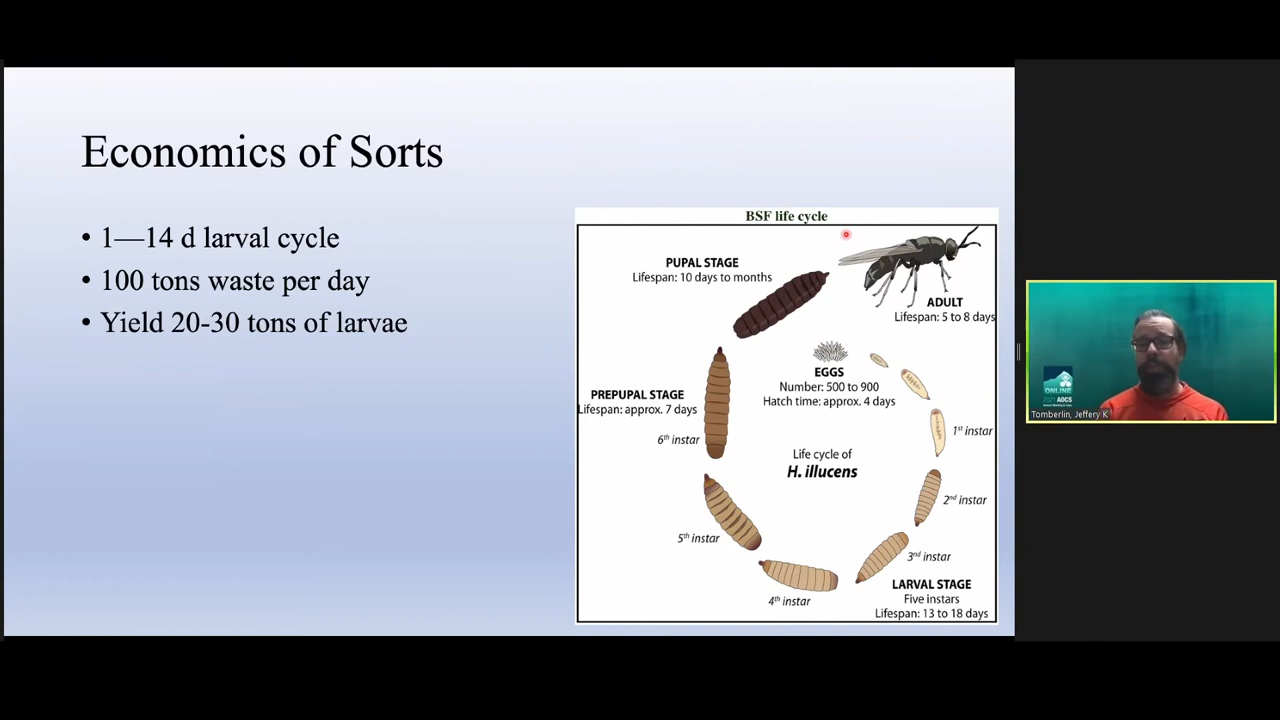 Economics of Sorts
• 1—14 d larval cycle
• 100 tons waste per day
• Yield 20-30 tons of larvae
BSF life cycle
PUPAL STAGE
Lifespan: 10 days to months
ADULT
Lifespan: 5 to 8 days
EGGS
Number: 500 to 900
Hatch time: approx. 4 days
PREPUPAL STAGE
Lifespan: approx. 7 days
6th instar
1st instar
Life cycle of
H. illucens
2nd instar
5th instar
3rd instar
4th instar
LARVAL STAGE
Five instars
Lifespan: 13 to 18 days
ONLINE
2021 AOCS
Tomberlin, Jeffery K